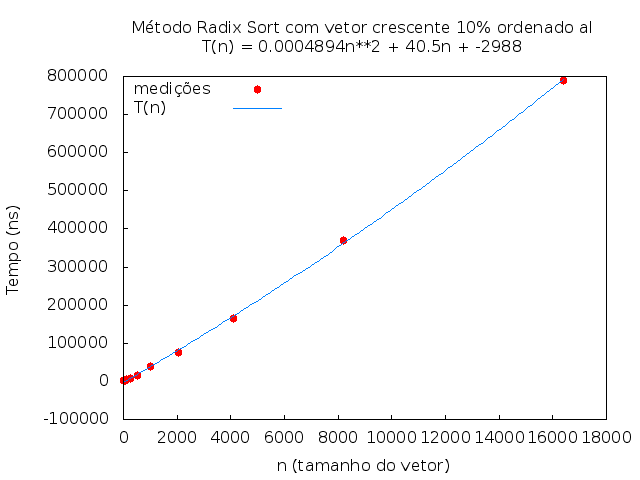 Método Radix Sort com vetor crescente 10% ordenado al
T(n) = 0.0004894n**2 + 40.5n + -2988
medições
T(n)
800000
700000
600000
500000
400000
300000
200000
100000
0
-100000
Tempo (ns)
0 2000 4000 6000 8000 10000 12000 14000 16000 18000
n (tamanho do vetor)